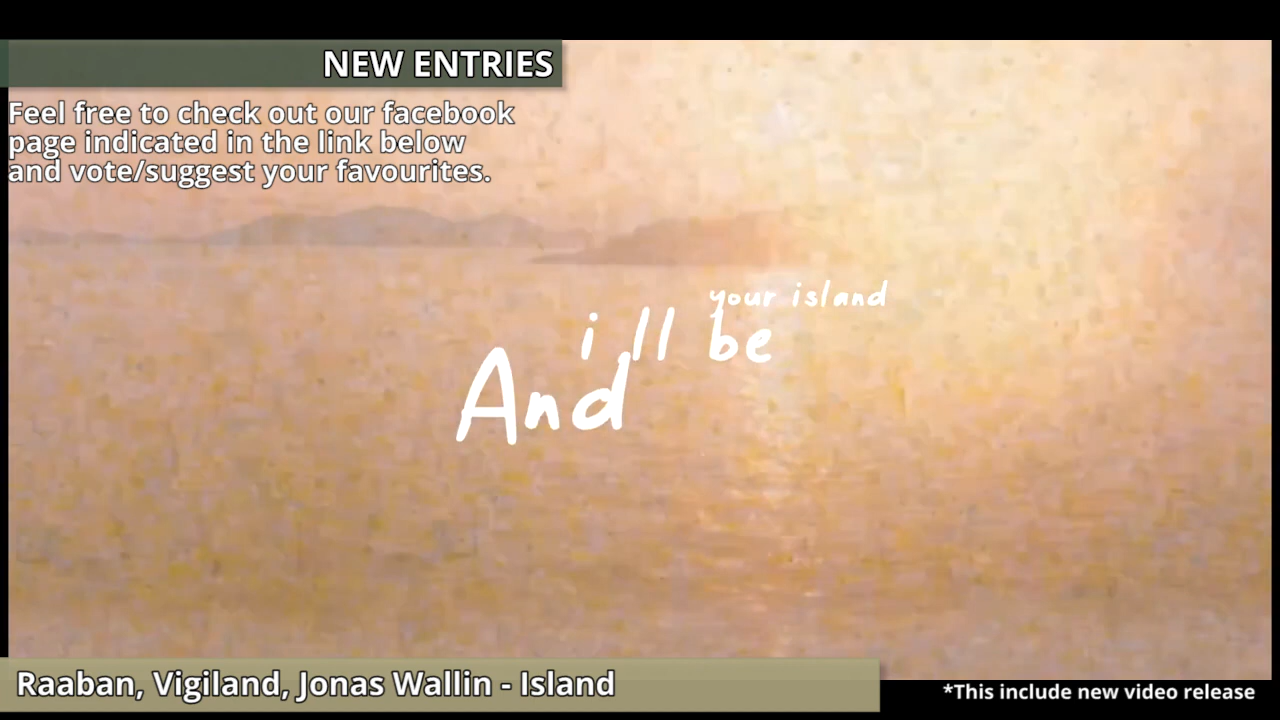 NEW ENTRIES
Feel free to check out our facebook
page indicated in the link below
and vote/suggest your favourites.
your island
i'll be
And
Raaban, Vigiland, Jonas Wallin - Island
*This include new video release